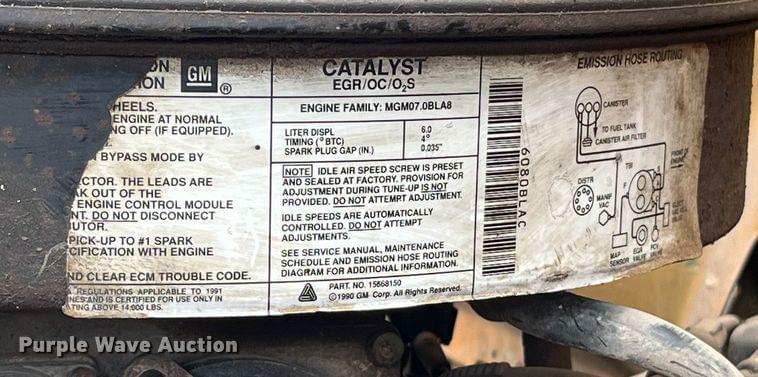 ON
ION
GM ®
HEELS.
ENGINE AT NORMAL
NG OFF (IF EQUIPPED).
BYPASS MODE BY
CTOR. THE LEADS ARE
AK OUT OF THE
ENGINE CONTROL MODULE
NT. DO NOT DISCONNECT
UTOR.
PICK-UP TO #1 SPARK
CIFICATION WITH ENGINE
ND CLEAR ECM TROUBLE CODE.
REGULATIONS APPLICABLE TO 1991
NES AND IS CERTIFIED FOR USE ONLY IN
TING ABOVE 14,000 LBS.
CATALYST
EGR/OC/O2S
ENGINE FAMILY: MGM07.0BLA8
LITER DISPL 6.0
TIMING (°BTC) 4°
SPARK PLUG GAP (IN.) 0.035"
NOTE IDLE AIR SPEED SCREW IS PRESET
AND SEALED AT FACTORY. PROVISION FOR
ADJUSTMENT DURING TUNE-UP IS NOT
PROVIDED. DO NOT ATTEMPT ADJUSTMENT.
IDLE SPEEDS ARE AUTOMATICALLY
CONTROLLED. DO NOT ATTEMPT
ADJUSTMENTS.
SEE SERVICE MANUAL, MAINTENANCE
SCHEDULE AND EMISSION HOSE ROUTING
DIAGRAM FOR ADDITIONAL INFORMATION.
PART NO. 15668150
©1990 GM Corp. All Rights Reserved.
6080BLAC
EMISSION HOSE ROUTING
CANISTER
TO FUEL TANK
CANISTER AIR FILTER
FRONT OF
TBI
DISTR
F
MANIF
VAC
MAP
SENSOR
EGR
VALVE
PCV
VALVE
Purple Wave Auction